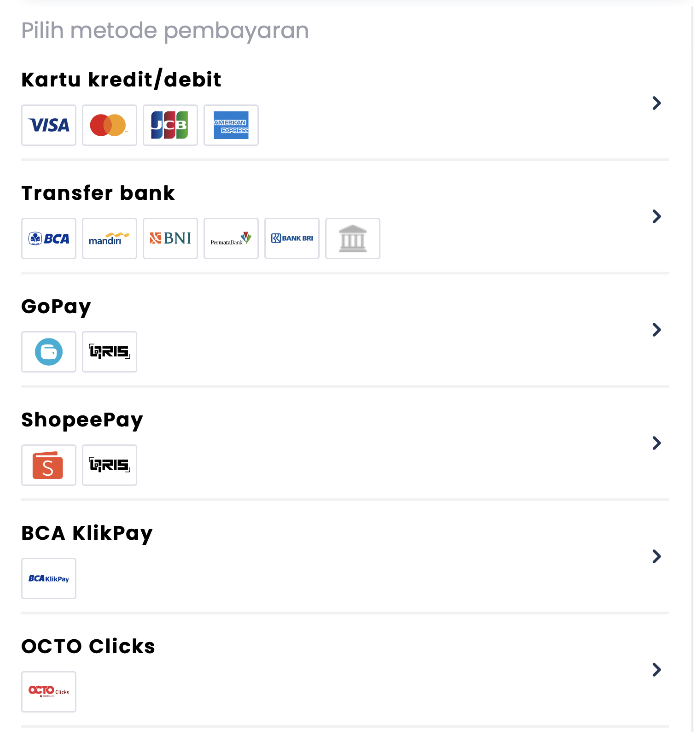 Pilih metode pembayaran
Kartu kredit/debit
VISA JCB AMERICAN EXPRESS
Transfer bank
BCA mandiri BNI PermataBank BANK BRI
GoPay
QRIS
ShopeePay
S QRIS
BCA KlikPay
BCA KlikPay
OCTO Clicks
OCTO Clicks